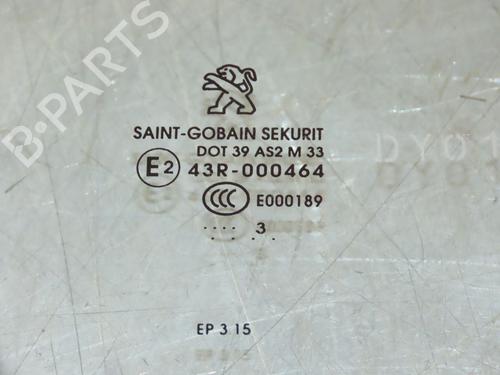 B-PARTS
SAINT-GOBAIN SEKURIT
DOT 39 AS2 M 33
E2 43R-000464
CCC E000189
.... 3
EP 3 15